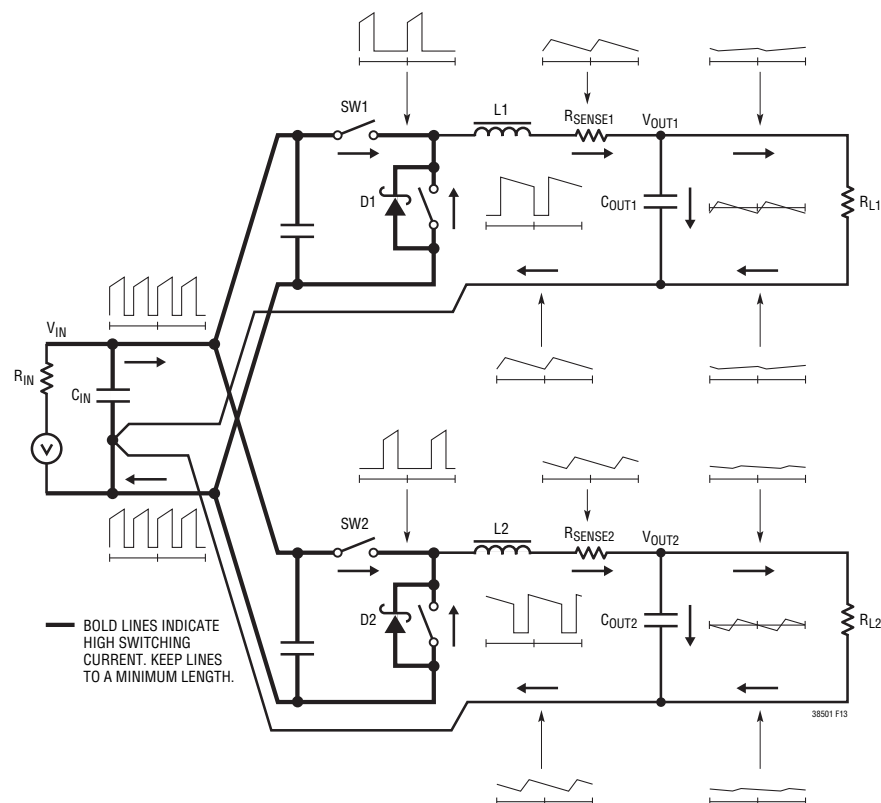 SW1
L1
RSENSE1
VOUT1
D1
COUT1
RL1
VIN
RIN
CIN
V
SW2
L2
RSENSE2
VOUT2
D2
COUT2
RL2
BOLD LINES INDICATE
HIGH SWITCHING
CURRENT. KEEP LINES
TO A MINIMUM LENGTH.
38501 F13